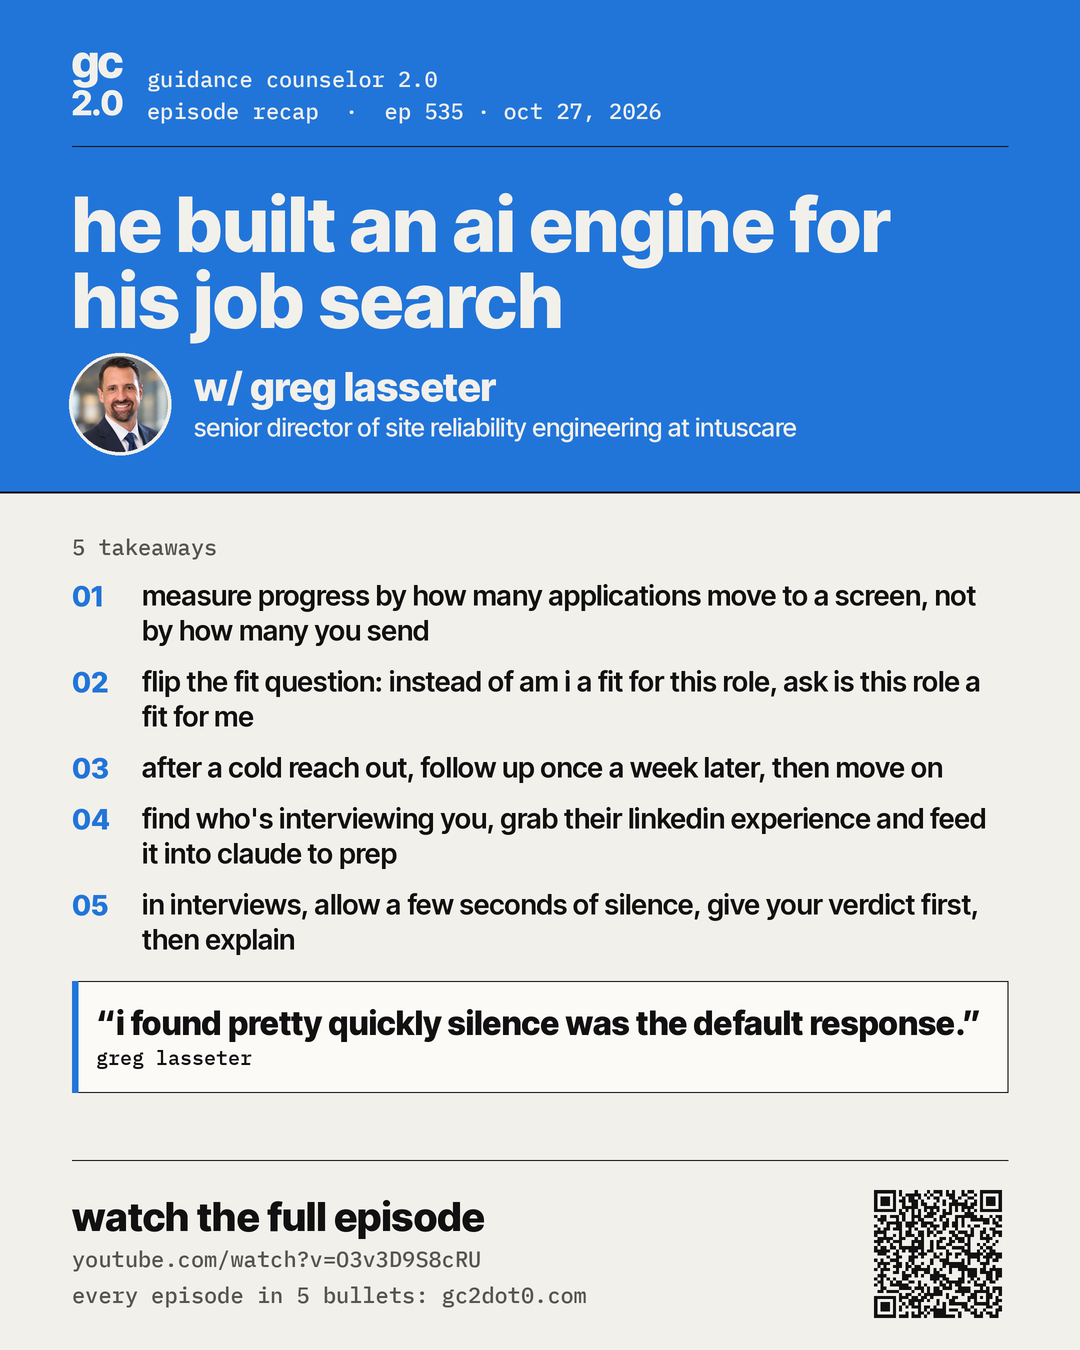 gc
2.0
guidance counselor 2.0
episode recap · ep 535 · oct 27, 2026
he built an ai engine for
his job search
w/ greg lasseter
senior director of site reliability engineering at intuscare
5 takeaways
01 measure progress by how many applications move to a screen, not
by how many you send
02 flip the fit question: instead of am i a fit for this role, ask is this role a
fit for me
03 after a cold reach out, follow up once a week later, then move on
04 find who's interviewing you, grab their linkedin experience and feed
it into claude to prep
05 in interviews, allow a few seconds of silence, give your verdict first,
then explain
“i found pretty quickly silence was the default response.”
greg lasseter
watch the full episode
youtube.com/watch?v=O3v3D9S8cRU
every episode in 5 bullets: gc2dot0.com